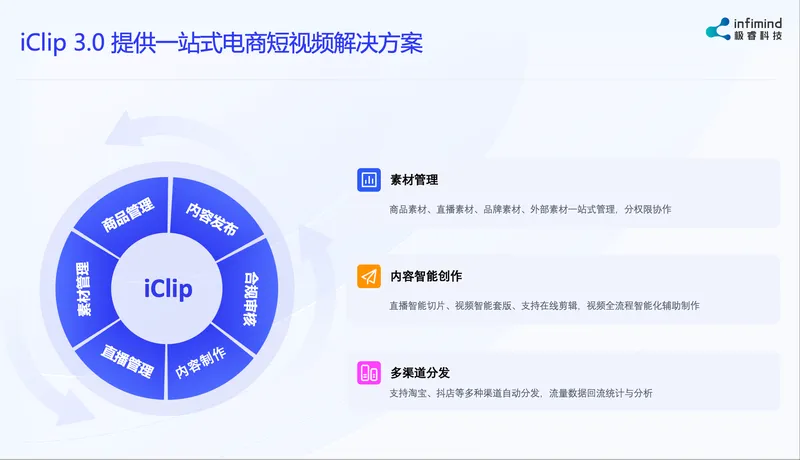 iClip 3.0 提供一站式电商短视频解决方案
infimind
极睿科技
商品管理
内容发布
素材管理
iClip
合规审核
直播管理
内容制作
素材管理
商品素材、直播素材、品牌素材、外部素材一站式管理，分权限协作
内容智能创作
直播智能切片、视频智能套版、支持在线剪辑，视频全流程智能化辅助制作
多渠道分发
支持淘宝、抖店等多种渠道自动分发，流量数据回流统计与分析